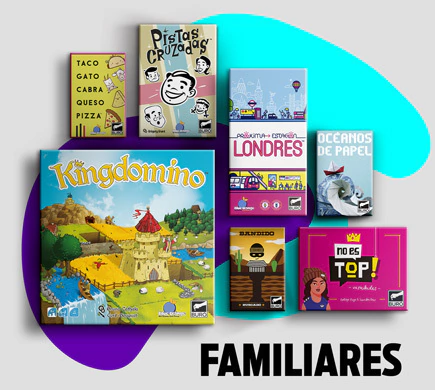 TACO
GATO
CABRA
QUESO
PIZZA
PISTAS
CRUZADAS
PRÓXIMA ESTACIÓN
LONDRES
OCÉANOS
DE PAPEL
Kingdomino
BANDIDO
NO ES
TOP!
BURÓ
FAMILIARES